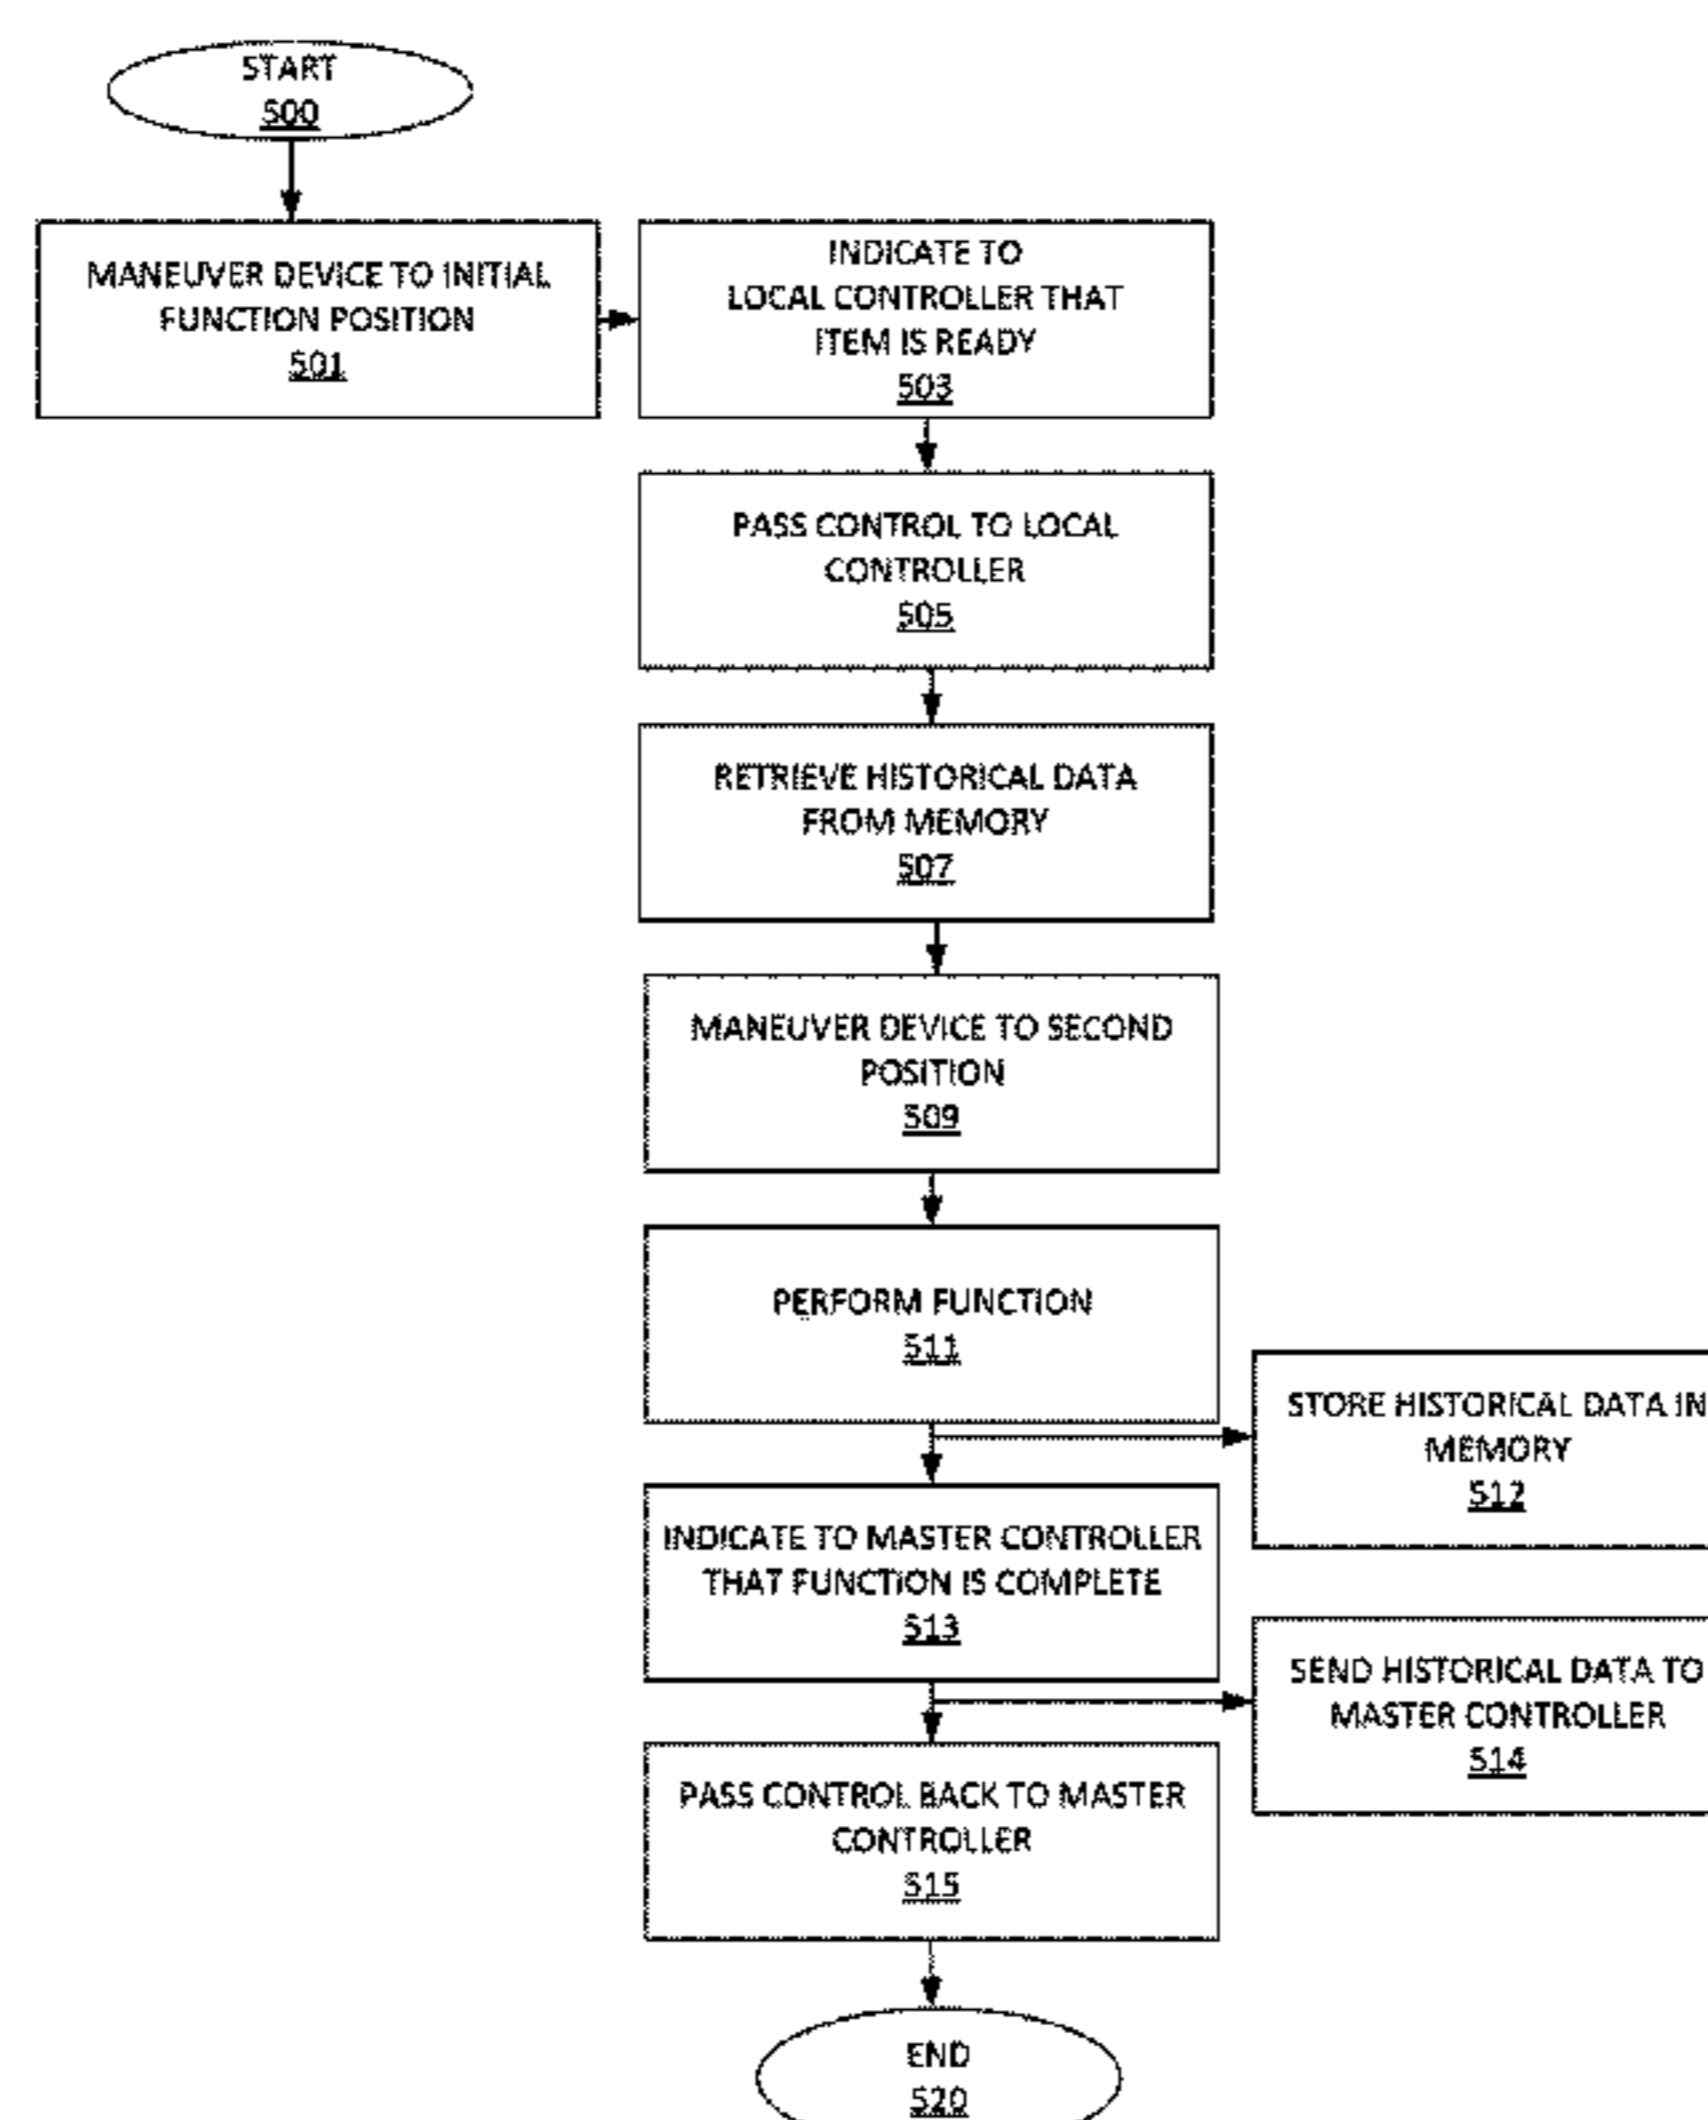 START
500
MANEUVER DEVICE TO INITIAL
FUNCTION POSITION
501
INDICATE TO
LOCAL CONTROLLER THAT
ITEM IS READY
503
PASS CONTROL TO LOCAL
CONTROLLER
505
RETRIEVE HISTORICAL DATA
FROM MEMORY
507
MANEUVER DEVICE TO SECOND
POSITION
509
PERFORM FUNCTION
511
STORE HISTORICAL DATA IN
MEMORY
512
INDICATE TO MASTER CONTROLLER
THAT FUNCTION IS COMPLETE
513
SEND HISTORICAL DATA TO
MASTER CONTROLLER
514
PASS CONTROL BACK TO MASTER
CONTROLLER
515
END
520